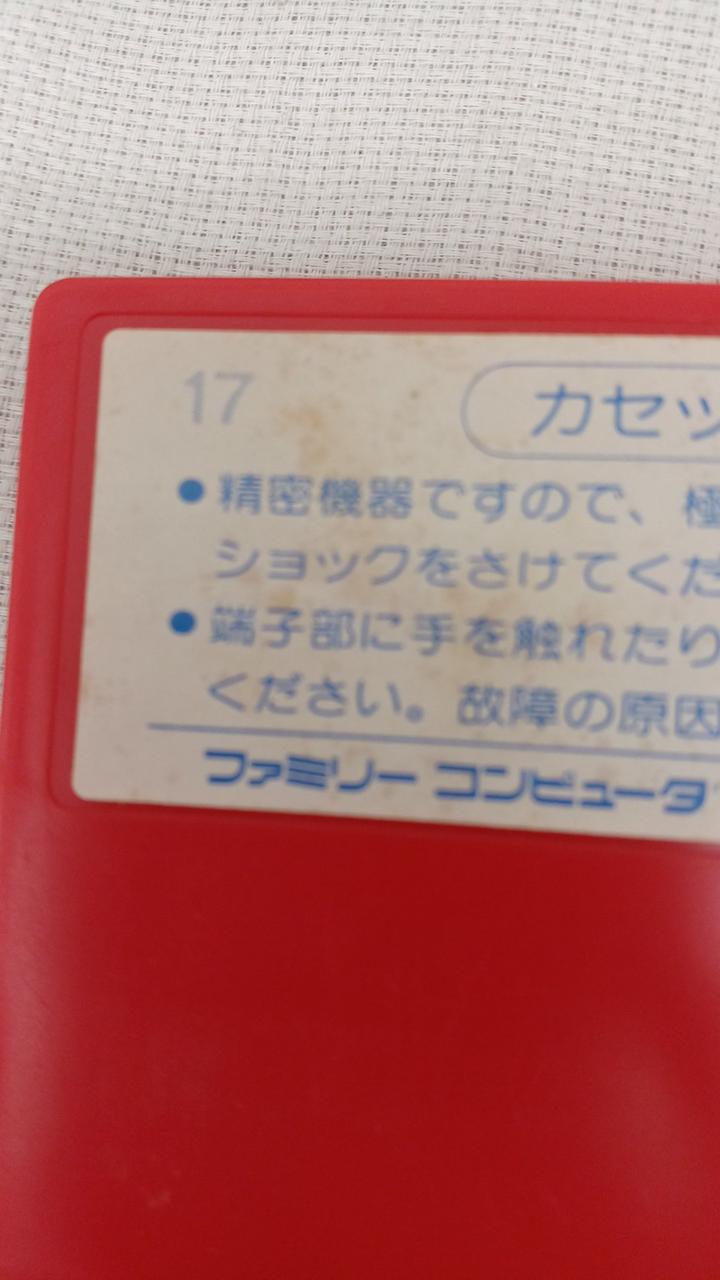 17
カセッ
●精密機器ですので、極
ショックをさけてくだ
●端子部に手を触れたり
ください。故障の原因
ファミリー コンピュータ